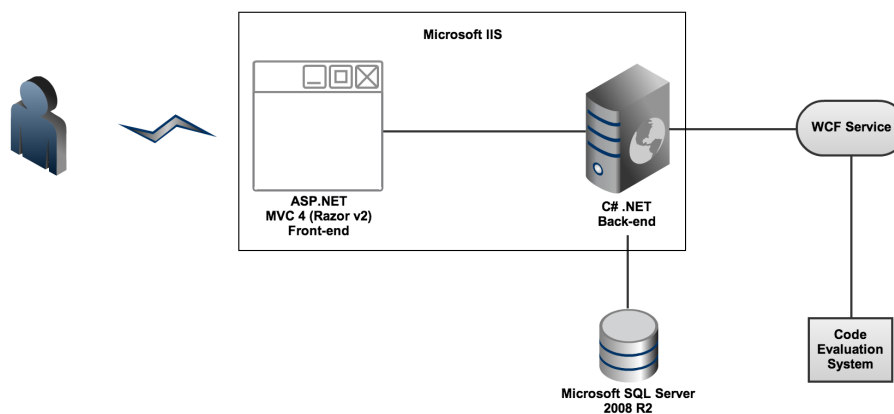 Microsoft IIS
ASP.NET
MVC 4 (Razor v2)
Front-end
C# .NET
Back-end
WCF Service
Microsoft SQL Server
2008 R2
Code
Evaluation
System